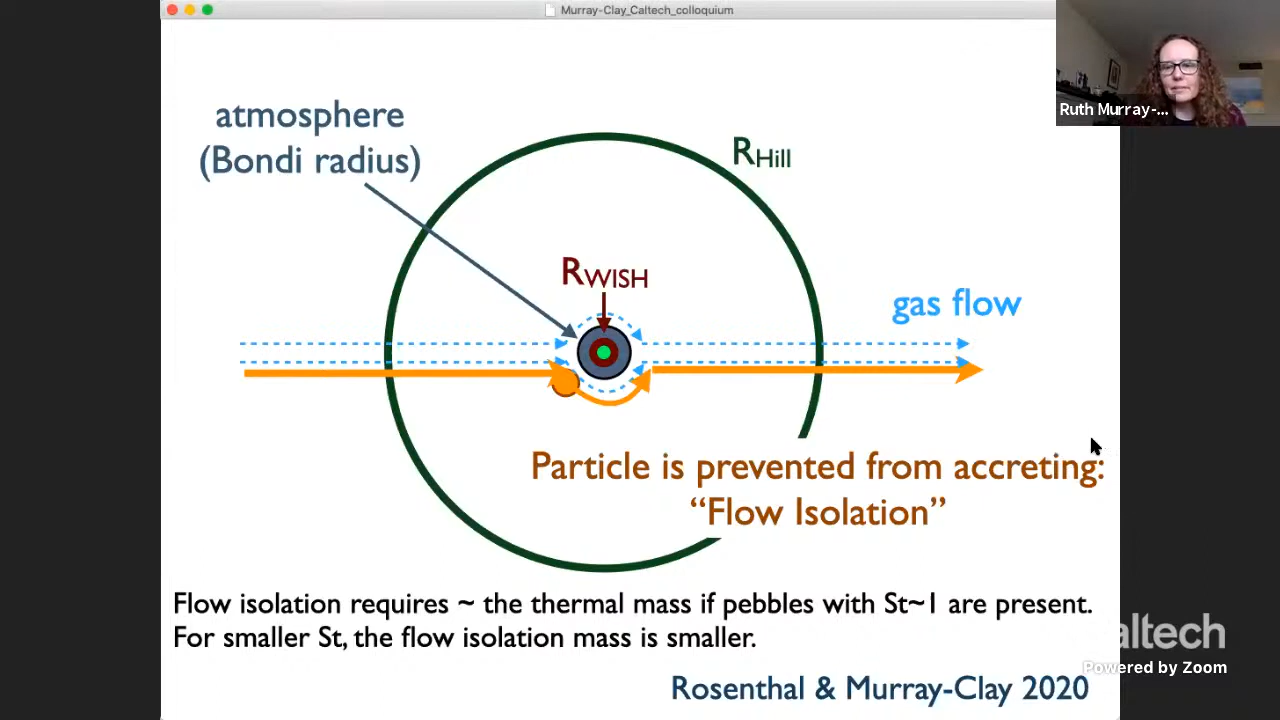 Murray-Clay_Caltech_colloquium
Ruth Murray-...
atmosphere
(Bondi radius)
RHill
RWISH
gas flow
Particle is prevented from accreting:
“Flow Isolation”
Flow isolation requires ~ the thermal mass if pebbles with St~1 are present.
For smaller St, the flow isolation mass is smaller.
altech
Powered by Zoom
Rosenthal & Murray-Clay 2020